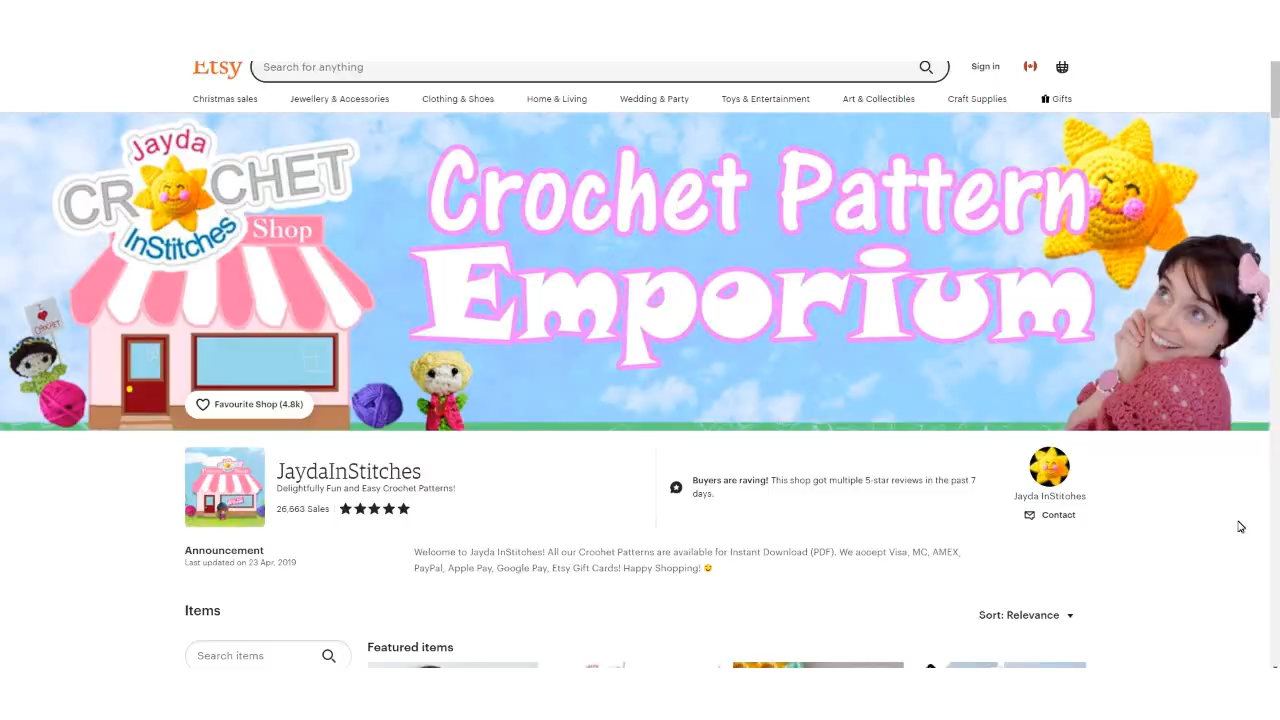 Etsy
Search for anything
Sign in
Christmas sales
Jewellery & Accessories
Clothing & Shoes
Home & Living
Wedding & Party
Toys & Entertainment
Art & Collectibles
Craft Supplies
Gifts
Jayda
CROCHET
InStitches
Shop
Crochet Pattern
Emporium
I
CROCHET
Favourite Shop (4.8k)
JaydaInStitches
Delightfully Fun and Easy Crochet Patterns!
26,663 Sales
Buyers are raving! This shop got multiple 5-star reviews in the past 7
days.
Jayda InStitches
Contact
Announcement
Last updated on 23 Apr, 2019
Welcome to Jayda InStitches! All our Crochet Patterns are available for Instant Download (PDF). We accept Visa, MC, AMEX,
PayPal, Apple Pay, Google Pay, Etsy Gift Cards! Happy Shopping! 😊
Items
Sort: Relevance
Search items
Featured items